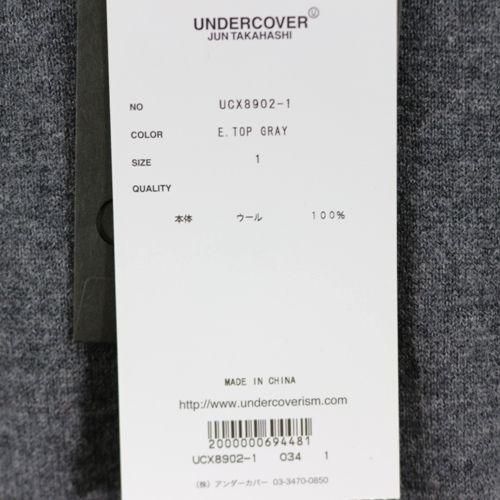 UNDERCOVER Ⓤ
JUN TAKAHASHI
NO UCX8902-1
COLOR E.TOP GRAY
SIZE 1
QUALITY
本体 ウール 100%
MADE IN CHINA
http://www.undercoverism.com
2000000694481
UCX8902-1 034 1
(株) アンダーカバー 03-3470-0850